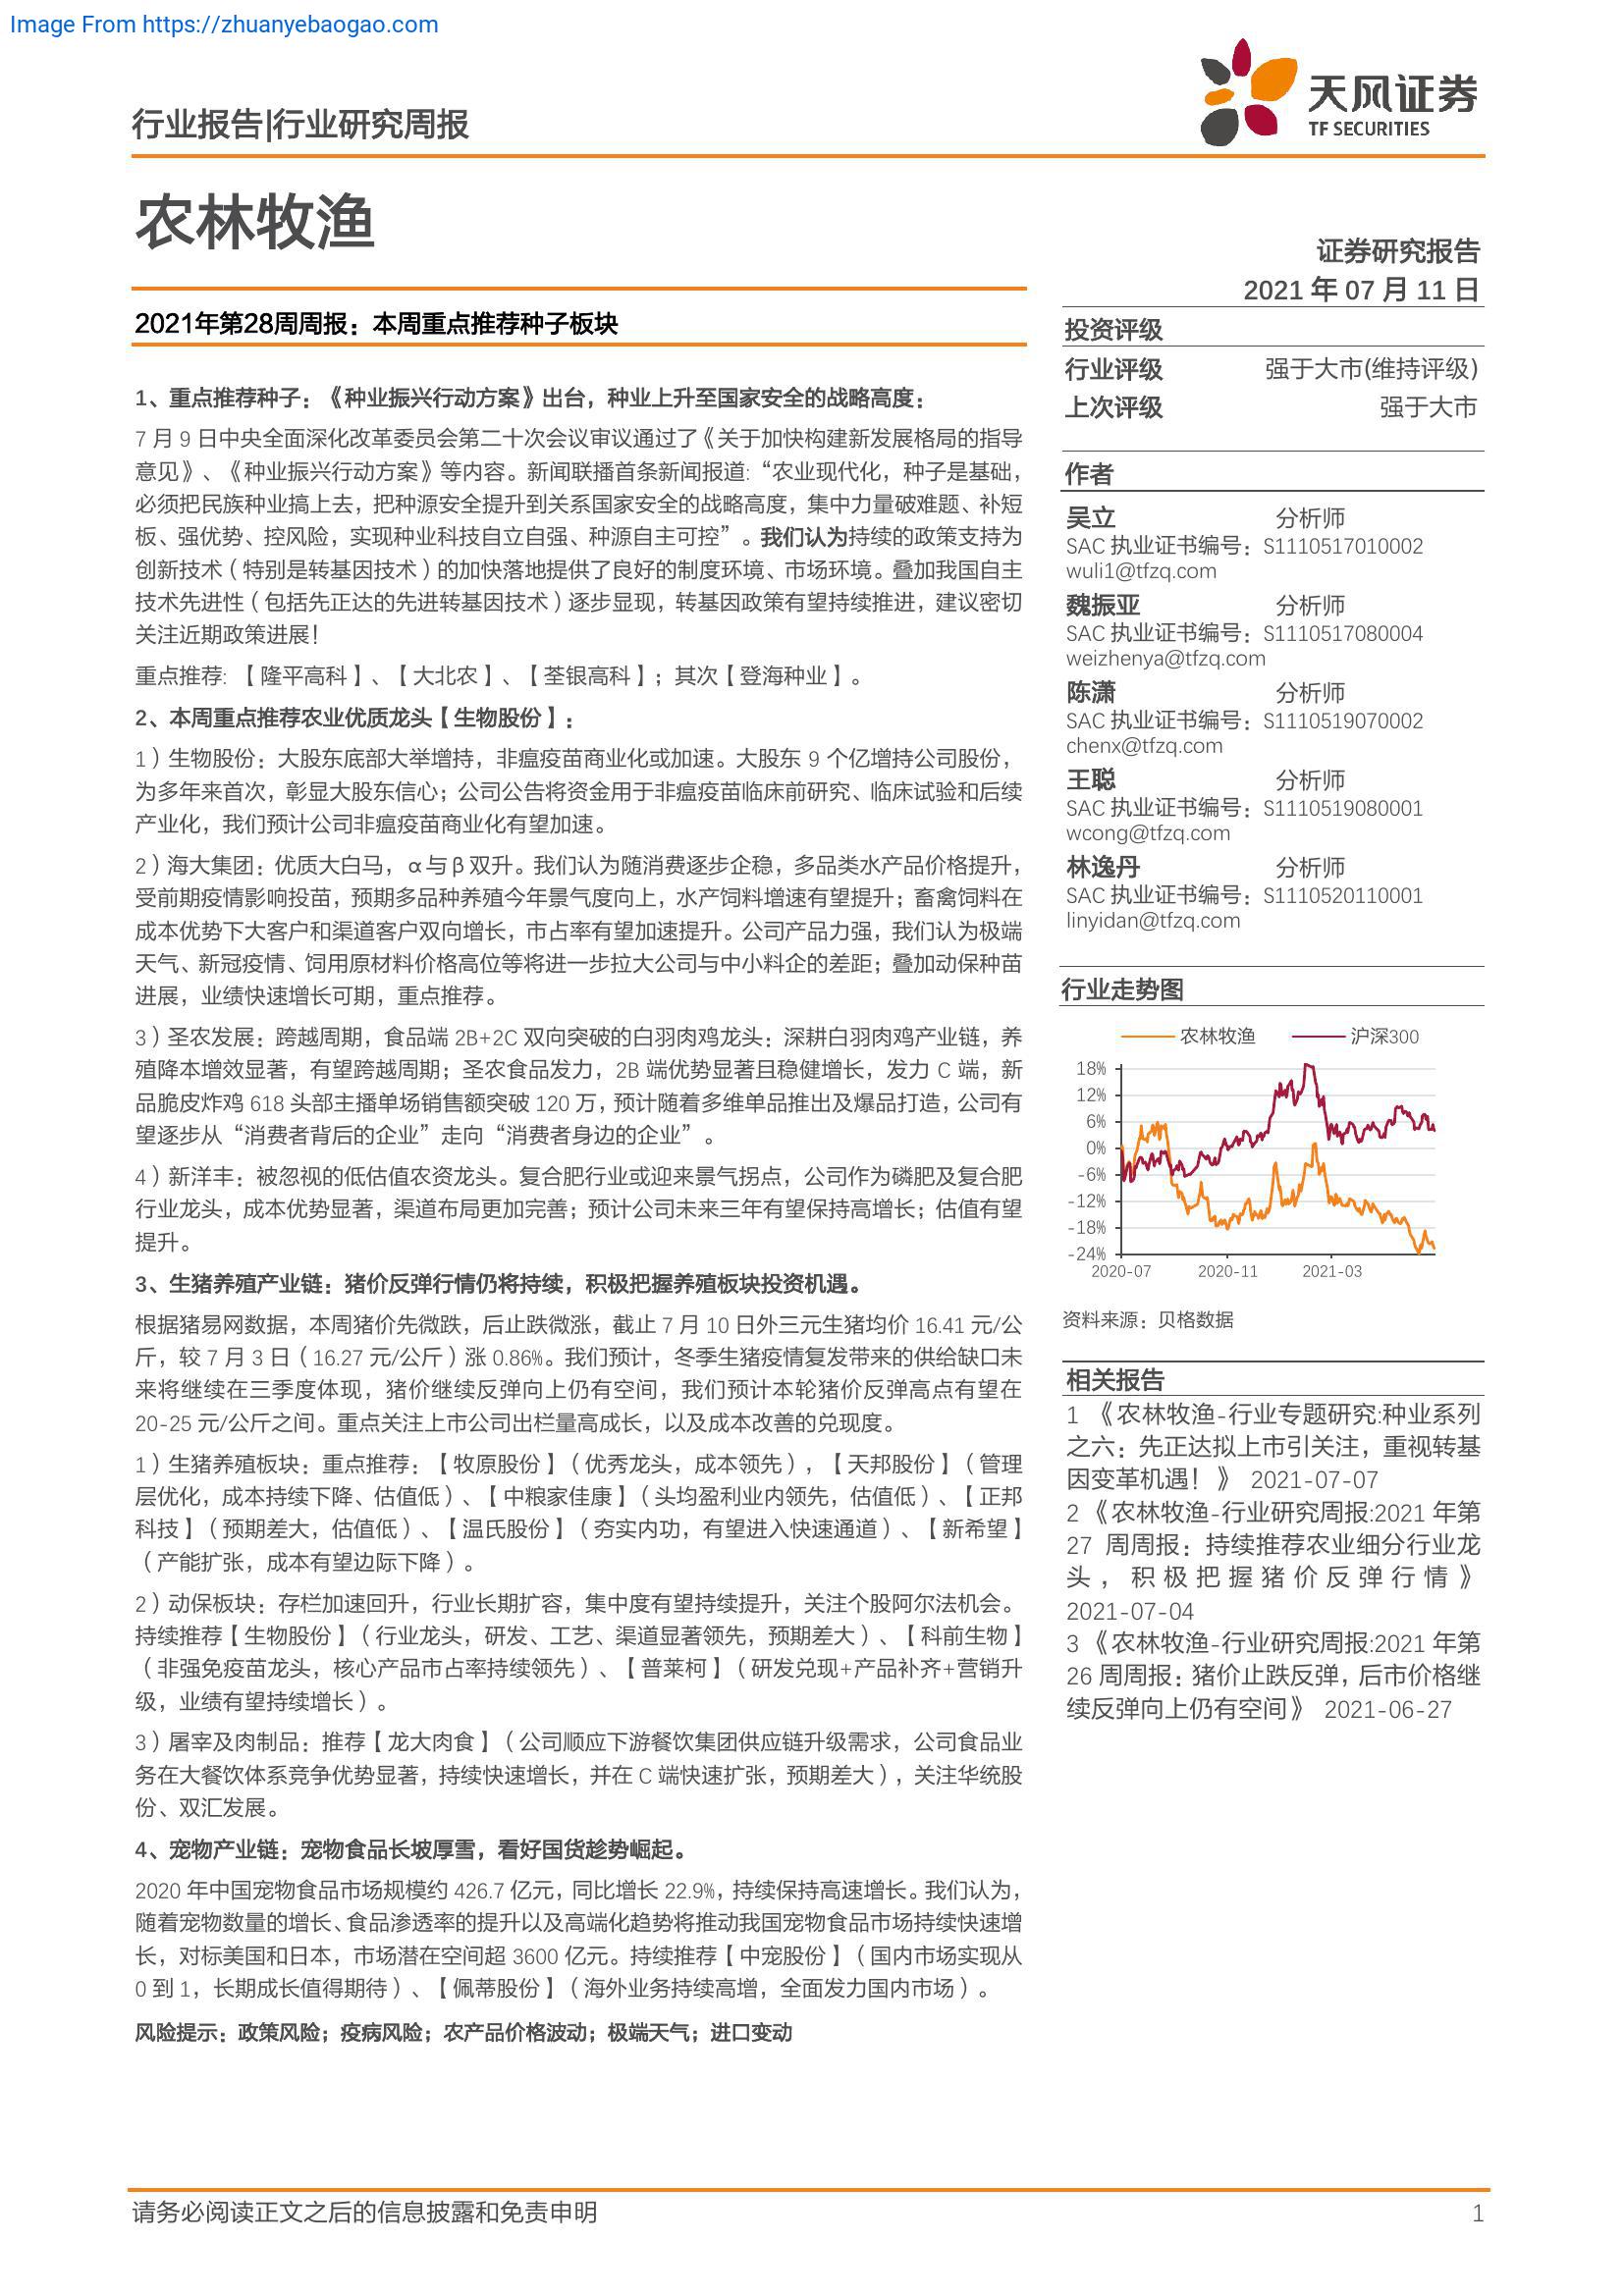 Image From https://zhuanyebaogao.com
行业报告|行业研究周报
天风证券
TF SECURITIES
农林牧渔
证券研究报告
2021 年 07 月 11 日
2021年第28周周报：本周重点推荐种子板块
1、重点推荐种子：《种业振兴行动方案》出台，种业上升至国家安全的战略高度：
7 月 9 日中央全面深化改革委员会第二十次会议审议通过了《关于加快构建新发展格局的指导
意见》、《种业振兴行动方案》等内容。新闻联播首条新闻报道：“农业现代化，种子是基础，
必须把民族种业搞上去，把种源安全提升到关系国家安全的战略高度，集中力量破难题、补短
板、强优势、控风险，实现种业科技自立自强、种源自主可控”。我们认为持续的政策支持为
创新技术（特别是转基因技术）的加快落地提供了良好的制度环境、市场环境。叠加我国自主
技术先进性（包括先正达的先进转基因技术）逐步显现，转基因政策有望持续推进，建议密切
关注近期政策进展！
重点推荐：【隆平高科】、【大北农】、【荃银高科】；其次【登海种业】。
2、本周重点推荐农业优质龙头【生物股份】：
1）生物股份：大股东底部大举增持，非瘟疫苗商业化或加速。大股东 9 个亿增持公司股份，
为多年来首次，彰显大股东信心；公司公告将资金用于非瘟疫苗临床前研究、临床试验和后续
产业化，我们预计公司非瘟疫苗商业化有望加速。
2）海大集团：优质大白马，α与β双升。我们认为随消费逐步企稳，多品类水产品价格提升，
受前期疫情影响投苗，预期多品种养殖今年景气度向上，水产饲料增速有望提升；畜禽饲料在
成本优势下大客户和渠道客户双向增长，市占率有望加速提升。公司产品力强，我们认为极端
天气、新冠疫情、饲用原材料价格高位等将进一步拉大公司与中小料企的差距；叠加动保种苗
进展，业绩快速增长可期，重点推荐。
3）圣农发展：跨越周期，食品端 2B+2C 双向突破的白羽肉鸡龙头：深耕白羽肉鸡产业链，养
殖降本增效显著，有望跨越周期；圣农食品发力，2B 端优势显著且稳健增长，发力 C 端，新
品脆皮炸鸡 618 头部主播单场销售额突破 120 万，预计随着多维单品推出及爆品打造，公司有
望逐步从“消费者背后的企业”走向“消费者身边的企业”。
4）新洋丰：被忽视的低估值农资龙头。复合肥行业或迎来景气拐点，公司作为磷肥及复合肥
行业龙头，成本优势显著，渠道布局更加完善；预计公司未来三年有望保持高增长；估值有望
提升。
3、生猪养殖产业链：猪价反弹行情仍将持续，积极把握养殖板块投资机遇。
根据猪易网数据，本周猪价先微跌，后止跌微涨，截止 7 月 10 日外三元生猪均价 16.41 元/公
斤，较 7 月 3 日（16.27 元/公斤）涨 0.86%。我们预计，冬季生猪疫情复发带来的供给缺口未
来将继续在三季度体现，猪价继续反弹向上仍有空间，我们预计本轮猪价反弹高点有望在
20-25 元/公斤之间。重点关注上市公司出栏量高成长，以及成本改善的兑现度。
1）生猪养殖板块：重点推荐：【牧原股份】（优秀龙头，成本领先），【天邦股份】（管理
层优化，成本持续下降、估值低）、【中粮家佳康】（头均盈利业内领先，估值低）、【正邦
科技】（预期差大，估值低）、【温氏股份】（夯实内功，有望进入快速通道）、【新希望】
（产能扩张，成本有望边际下降）。
2）动保板块：存栏加速回升，行业长期扩容，集中度有望持续提升，关注个股阿尔法机会。
持续推荐【生物股份】（行业龙头，研发、工艺、渠道显著领先，预期差大）、【科前生物】
（非强免疫苗龙头，核心产品市占率持续领先）、【普莱柯】（研发兑现+产品补齐+营销升
级，业绩有望持续增长）。
3）屠宰及肉制品：推荐【龙大肉食】（公司顺应下游餐饮集团供应链升级需求，公司食品业
务在大餐饮体系竞争优势显著，持续快速增长，并在 C 端快速扩张，预期差大），关注华统股
份、双汇发展。
4、宠物产业链：宠物食品长坡厚雪，看好国货趁势崛起。
2020 年中国宠物食品市场规模约 426.7 亿元，同比增长 22.9%，持续保持高速增长。我们认为，
随着宠物数量的增长、食品渗透率的提升以及高端化趋势将推动我国宠物食品市场持续快速增
长，对标美国和日本，市场潜在空间超 3600 亿元。持续推荐【中宠股份】（国内市场实现从
0 到 1，长期成长值得期待）、【佩蒂股份】（海外业务持续高增，全面发力国内市场）。
风险提示：政策风险；疫病风险；农产品价格波动；极端天气；进口变动
投资评级
行业评级 强于大市(维持评级)
上次评级 强于大市
作者
吴立 分析师
SAC 执业证书编号：S1110517010002
wuli1@tfzq.com
魏振亚 分析师
SAC 执业证书编号：S1110517080004
weizhenya@tfzq.com
陈潇 分析师
SAC 执业证书编号：S1110519070002
chenx@tfzq.com
王聪 分析师
SAC 执业证书编号：S1110519080001
wcong@tfzq.com
林逸丹 分析师
SAC 执业证书编号：S1110520110001
linyidan@tfzq.com
行业走势图
农林牧渔 沪深300
18%
12%
6%
0%
-6%
-12%
-18%
-24%
2020-07 2020-11 2021-03
资料来源：贝格数据
相关报告
1 《农林牧渔-行业专题研究:种业系列
之六：先正达拟上市引关注，重视转基
因变革机遇！》 2021-07-07
2 《农林牧渔-行业研究周报:2021 年第
27 周周报：持续推荐农业细分行业龙
头，积极把握猪价反弹行情》
2021-07-04
3 《农林牧渔-行业研究周报:2021 年第
26 周周报：猪价止跌反弹，后市价格继
续反弹向上仍有空间》 2021-06-27
请务必阅读正文之后的信息披露和免责申明 1